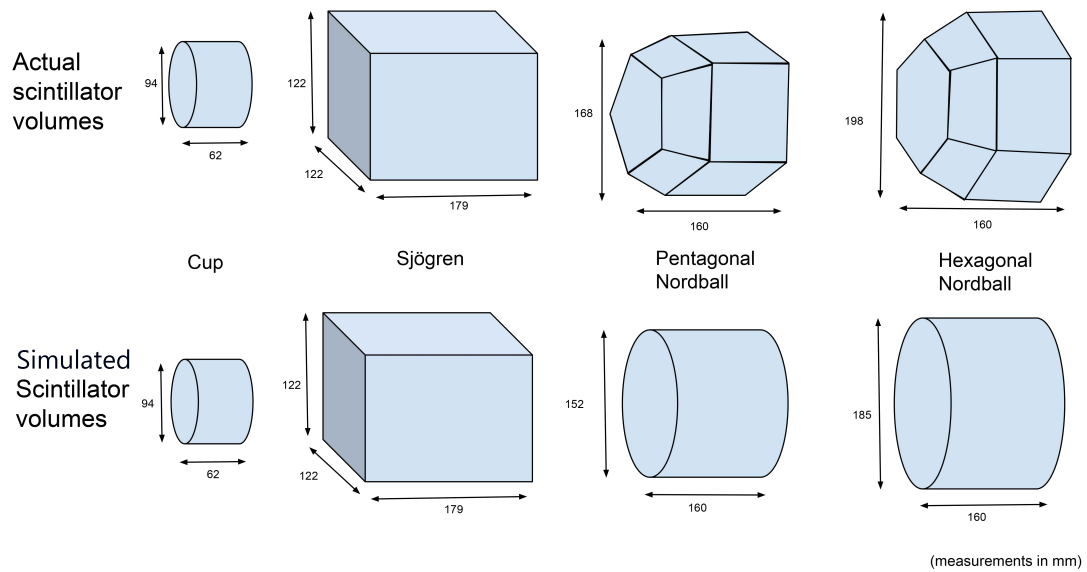 Actual
scintillator
volumes
94
62
122
122
179
168
160
198
160
Cup
Sjögren
Pentagonal
Nordball
Hexagonal
Nordball
Simulated
Scintillator
volumes
94
62
122
122
179
152
160
185
160
(measurements in mm)